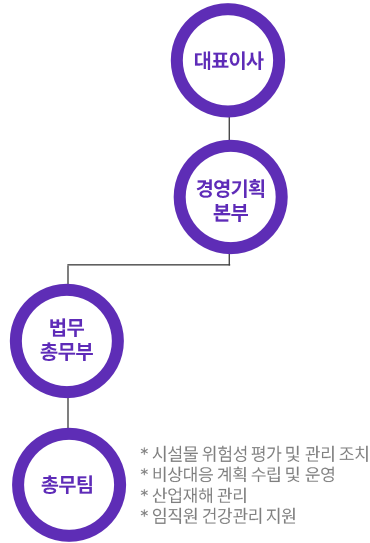 대표이사
경영기획
본부
법무
총무부
총무팀
* 시설물 위험성 평가 및 관리 조치
* 비상대응 계획 수립 및 운영
* 산업재해 관리
* 임직원 건강관리 지원